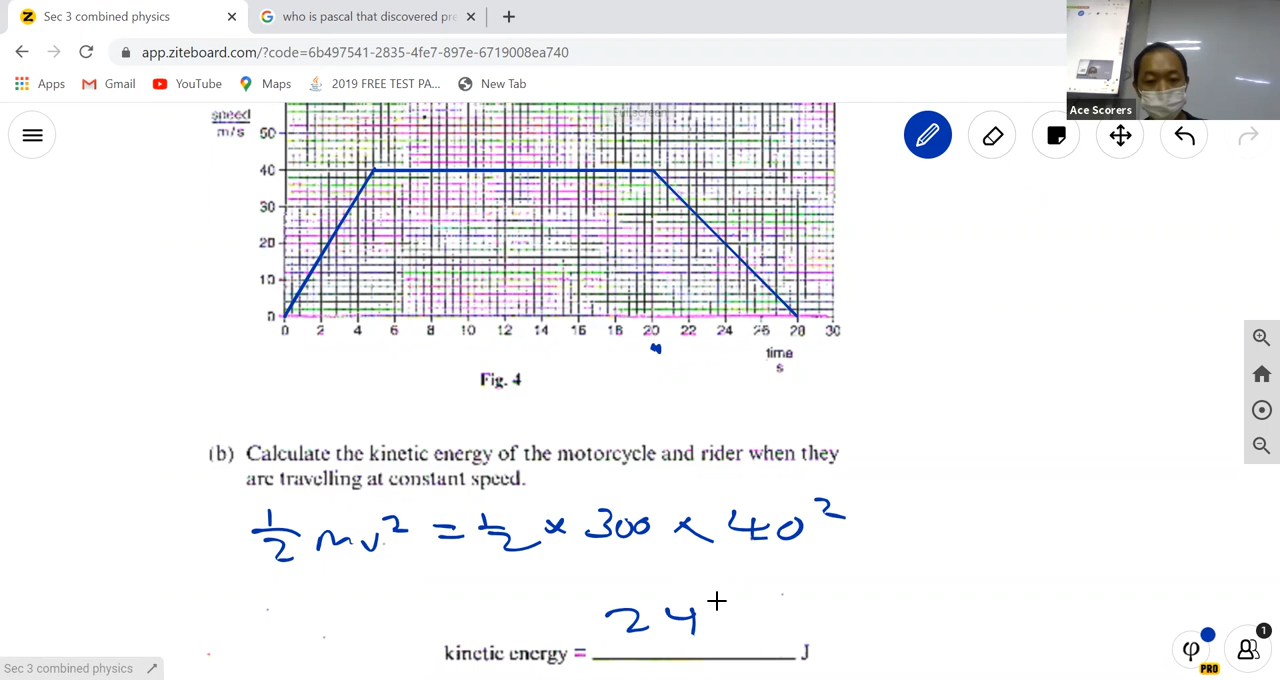 Sec 3 combined physics
who is pascal that discovered pre
app.ziteboard.com/?code=6b497541-2835-4fe7-897e-6719008ea740
Apps Gmail YouTube Maps 2019 FREE TEST PA... New Tab
Ace Scorers
speed
m/s
50
40
30
20
10
0
0 2 4 6 8 10 12 14 16 18 20 22 24 26 28 30
time
s
Fig. 4
(b) Calculate the kinetic energy of the motorcycle and rider when they
are travelling at constant speed.
½ mv² = ½ × 300 × 40²
24
kinetic energy = ____________ J
Sec 3 combined physics
φ
PRO
1